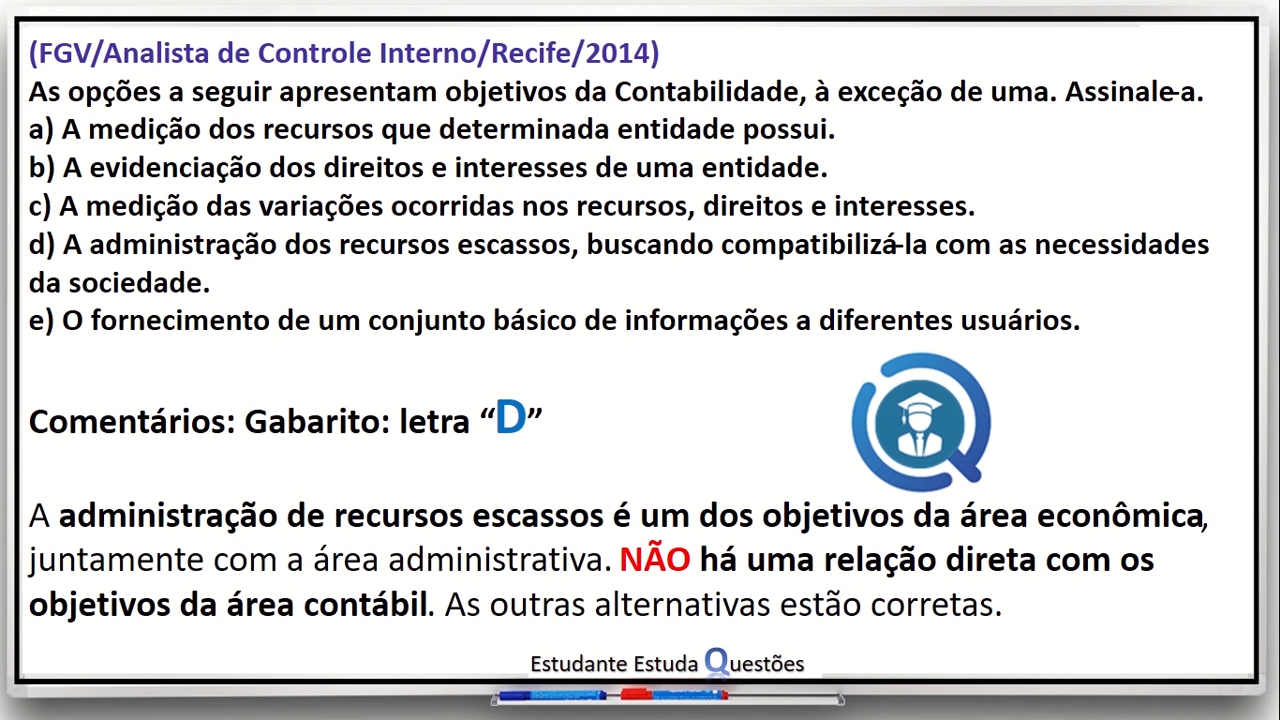 (FGV/Analista de Controle Interno/Recife/2014)
As opções a seguir apresentam objetivos da Contabilidade, à exceção de uma. Assinale-a.
a) A medição dos recursos que determinada entidade possui.
b) A evidenciação dos direitos e interesses de uma entidade.
c) A medição das variações ocorridas nos recursos, direitos e interesses.
d) A administração dos recursos escassos, buscando compatibilizá-la com as necessidades
da sociedade.
e) O fornecimento de um conjunto básico de informações a diferentes usuários.
Comentários: Gabarito: letra “D”
A administração de recursos escassos é um dos objetivos da área econômica,
juntamente com a área administrativa. NÃO há uma relação direta com os
objetivos da área contábil. As outras alternativas estão corretas.
Estudante Estuda Questões